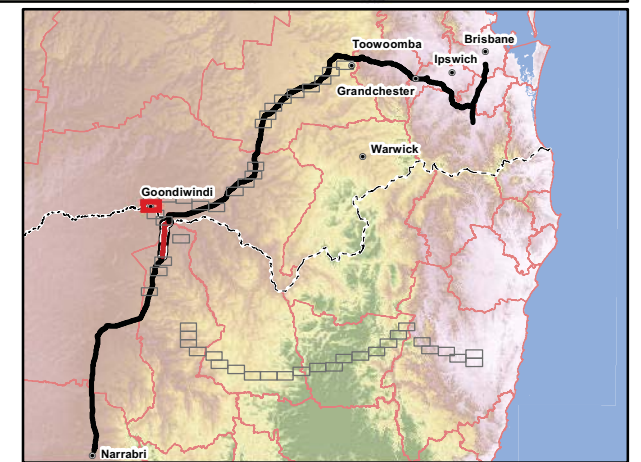 Brisbane
Toowoomba
Ipswich
Grandchester
Warwick
Goondiwindi
Narrabri